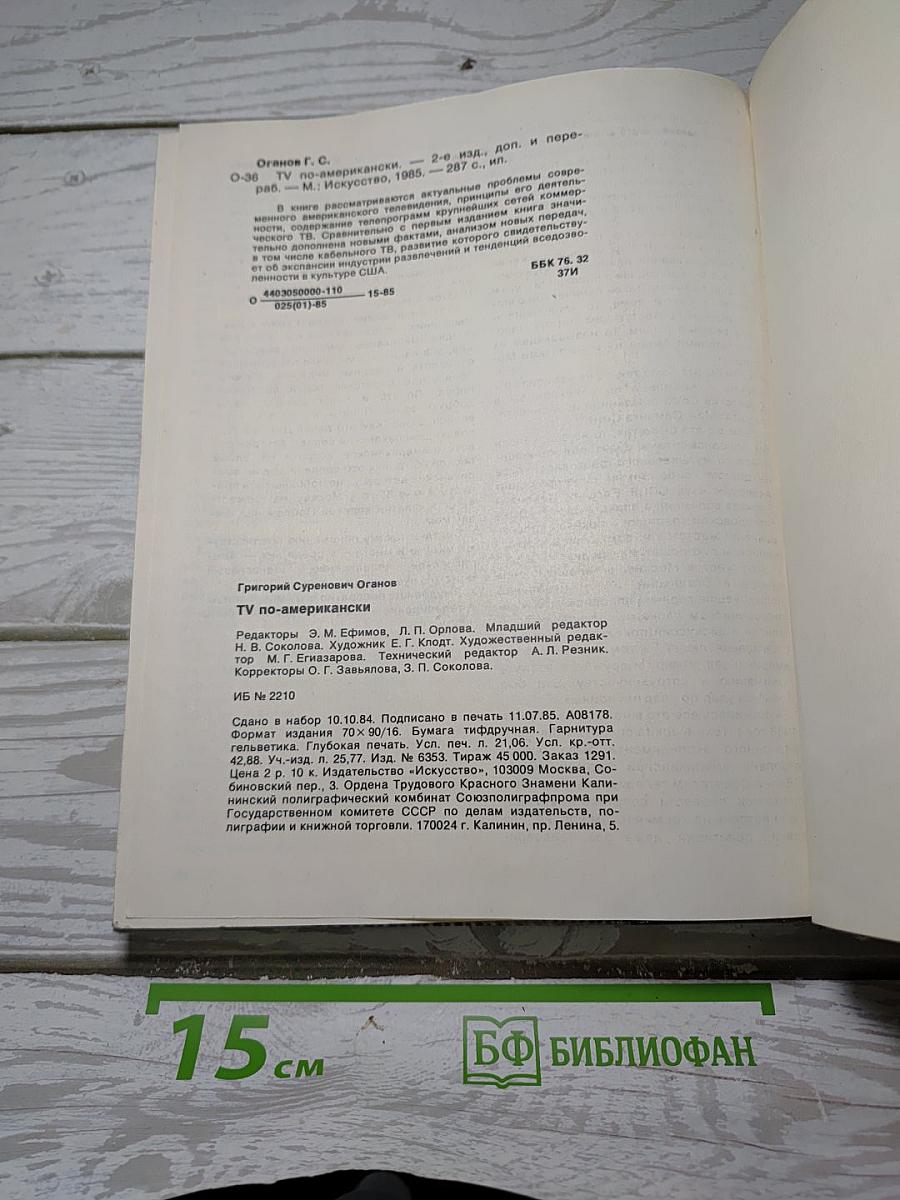 Оганов Г. С.
О-36 TV по-американски. — 2-е изд., доп. и пере-
раб. — М.: Искусство, 1985. — 287 с., ил.
В книге рассматриваются актуальные проблемы совре-
менного американского телевидения, принципы его деятель-
ности, содержание телепрограмм крупнейших сетей коммер-
ческого ТВ. Сравнительно с первым изданием книга значи-
тельно дополнена новыми фактами, анализом новых передач,
в том числе кабельного ТВ, развитие которого свидетельству-
ет об экспансии индустрии развлечений и тенденций вседозво-
ленности в культуре США.
О 4403050000-110 15-85
025(01)-85
ББК 76. 32
37И
Григорий Суренович Оганов
TV по-американски
Редакторы Э. М. Ефимов, Л. П. Орлова. Младший редактор
Н. В. Соколова. Художник Е. Г. Клодт. Художественный редак-
тор М. Г. Егиазарова. Технический редактор А. Л. Резник.
Корректоры О. Г. Завьялова, З. П. Соколова.
ИБ № 2210
Сдано в набор 10.10.84. Подписано в печать 11.07.85. А08178.
Формат издания 70×90/16. Бумага тифдручная. Гарнитура
гельветика. Глубокая печать. Усл. печ. л. 21,06. Усл. кр.-отт.
42,88. Уч.-изд. л. 25,77. Изд. № 6353. Тираж 45 000. Заказ 1291.
Цена 2 р. 10 к. Издательство «Искусство», 103009 Москва, Со-
биновский пер., 3. Ордена Трудового Красного Знамени Кали-
нинский полиграфический комбинат Союзполиграфпрома при
Государственном комитете СССР по делам издательств, по-
лиграфии и книжной торговли. 170024 г. Калинин, пр. Ленина, 5.
15 см
БФ БИБЛИОФАН